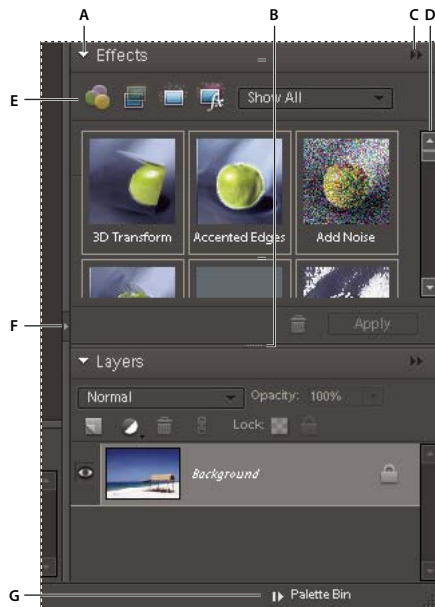 A B C D
Effects
E
Show All
3D Transform Accented Edges Add Noise
F
Apply
Layers
Normal Opacity: 100%
Lock:
Background
G
Palette Bin